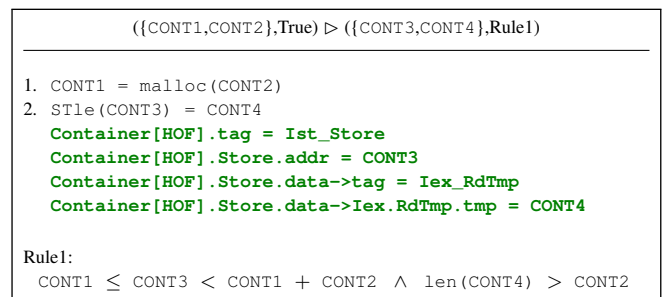 ({CONT1,CONT2},True) ▷ ({CONT3,CONT4},Rule1)
1. CONT1 = malloc(CONT2)
2. STle(CONT3) = CONT4
Container[HOF].tag = Ist_Store
Container[HOF].Store.addr = CONT3
Container[HOF].Store.data->tag = Iex_RdTmp
Container[HOF].Store.data->Iex.RdTmp.tmp = CONT4
Rule1:
CONT1 ≤ CONT3 < CONT1 + CONT2 ∧ len(CONT4) > CONT2